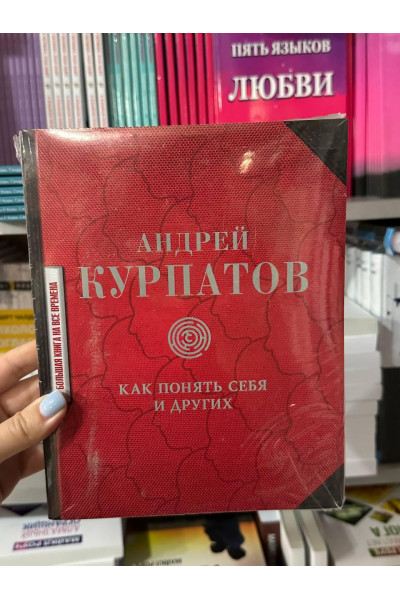 ПЯТЬ ЯЗЫКОВ
ЛЮБВИ
АНДРЕЙ
КУРПАТОВ
КАК ПОНЯТЬ СЕБЯ
И ДРУГИХ
БОЛЬШАЯ КНИГА НА ВСЕ ВРЕМЕНА